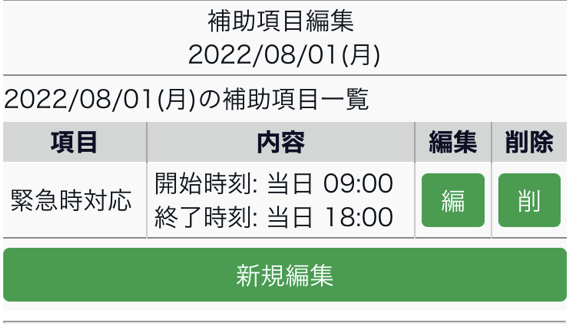 補助項目編集
2022/08/01(月)
2022/08/01(月)の補助項目一覧
項目 内容 編集 削除
緊急時対応 開始時刻: 当日 09:00 編 削
終了時刻: 当日 18:00
新規編集